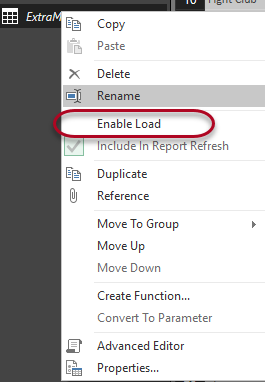 ExtraM
10
Fight Club
Copy
Paste
Delete
Rename
Enable Load
Include In Report Refresh
Duplicate
Reference
Move To Group
Move Up
Move Down
Create Function...
Convert To Parameter
Advanced Editor
Properties...